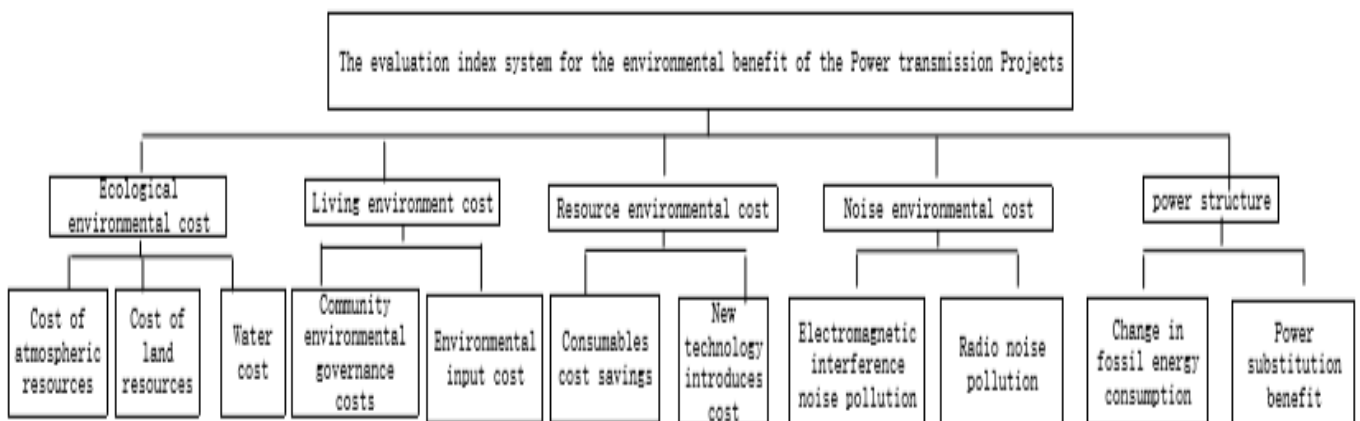 The evaluation index system for the environmental benefit of the Power transmission Projects
Ecological
environmental cost
Living environment cost
Resource environmental cost
Noise environmental cost
power structure
Cost of
atmospheric
resources
Cost of
land
resources
Water
cost
Community
environmental
governance
costs
Environmental
input cost
Consumables
cost savings
New
technology
introduces
cost
Electromagnetic
interference
noise pollution
Radio noise
pollution
Change in
fossil energy
consumption
Power
substitution
benefit